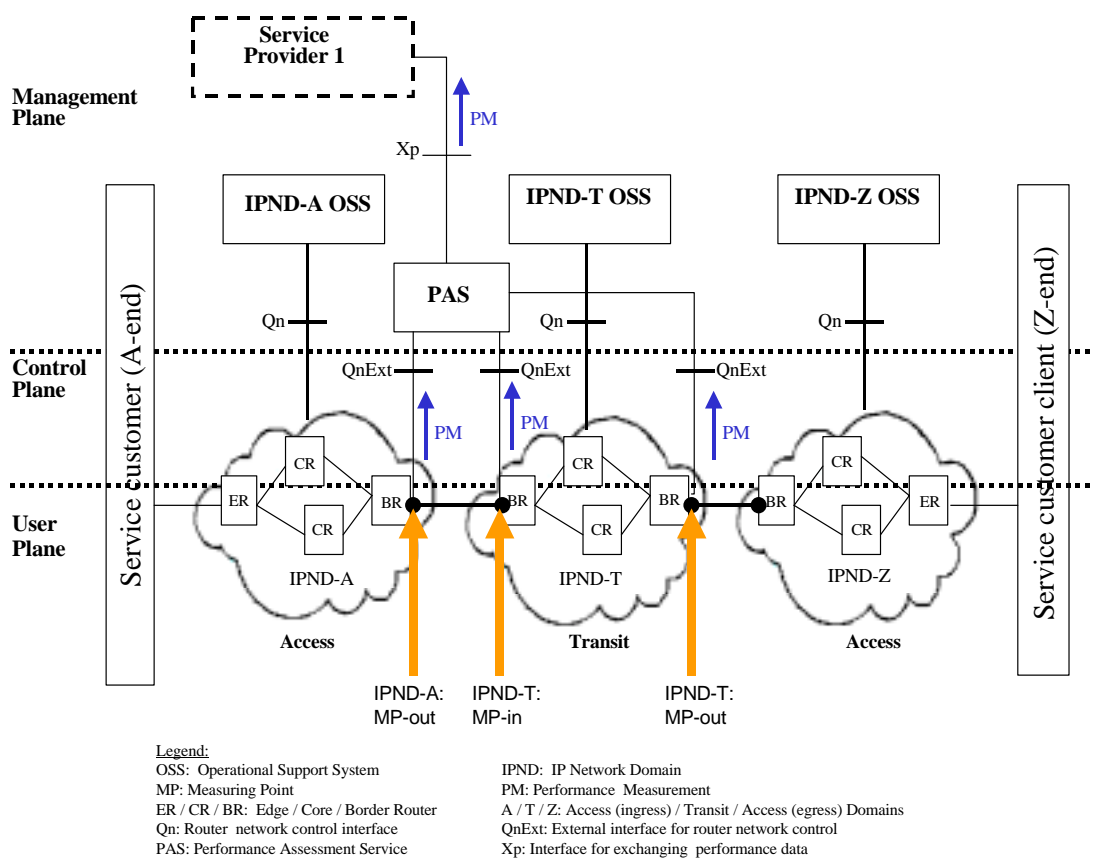 Service
Provider 1
Management
Plane
PM
Xp
IPND-A OSS
IPND-T OSS
IPND-Z OSS
PAS
Service customer (A-end)
Service customer client (Z-end)
Qn
Qn
Qn
Control
Plane
QnExt
QnExt
QnExt
PM
PM
PM
CR
CR
CR
ER
BR
BR
BR
BR
ER
User
Plane
CR
CR
CR
IPND-A
IPND-T
IPND-Z
Access
Transit
Access
IPND-A:
MP-out
IPND-T:
MP-in
IPND-T:
MP-out
Legend:
OSS: Operational Support System
MP: Measuring Point
ER / CR / BR: Edge / Core / Border Router
Qn: Router network control interface
PAS: Performance Assessment Service
IPND: IP Network Domain
PM: Performance Measurement
A / T / Z: Access (ingress) / Transit / Access (egress) Domains
QnExt: External interface for router network control
Xp: Interface for exchanging performance data